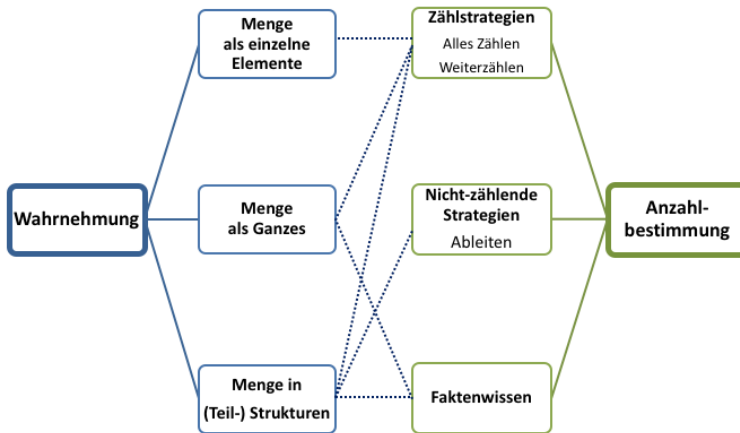 Menge
als einzelne
Elemente
Zählstrategien
Alles Zählen
Weiterzählen
Wahrnehmung
Menge
als Ganzes
Nicht-zählende
Strategien
Ableiten
Anzahl-
bestimmung
Menge in
(Teil-) Strukturen
Faktenwissen